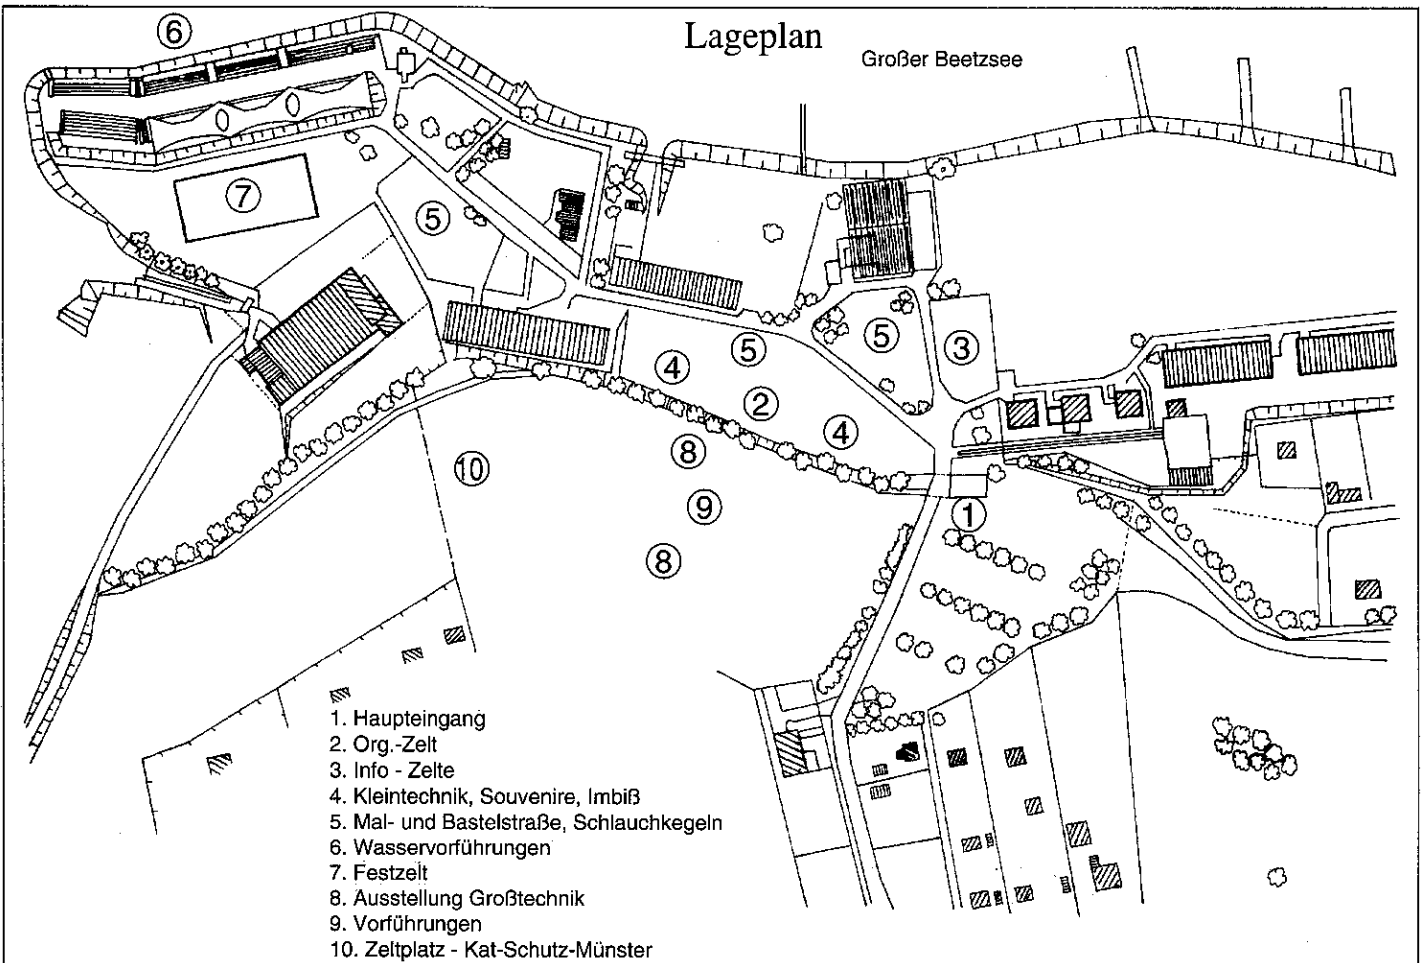 Lageplan
Großer Beetzsee
6
7
5
5
5
3
4
2
4
8
10
9
1
8
1. Haupteingang
2. Org.-Zelt
3. Info - Zelte
4. Kleintechnik, Souvenire, Imbiß
5. Mal- und Bastelstraße, Schlauchkegeln
6. Wasservorführungen
7. Festzelt
8. Ausstellung Großtechnik
9. Vorführungen
10. Zeltplatz - Kat-Schutz-Münster